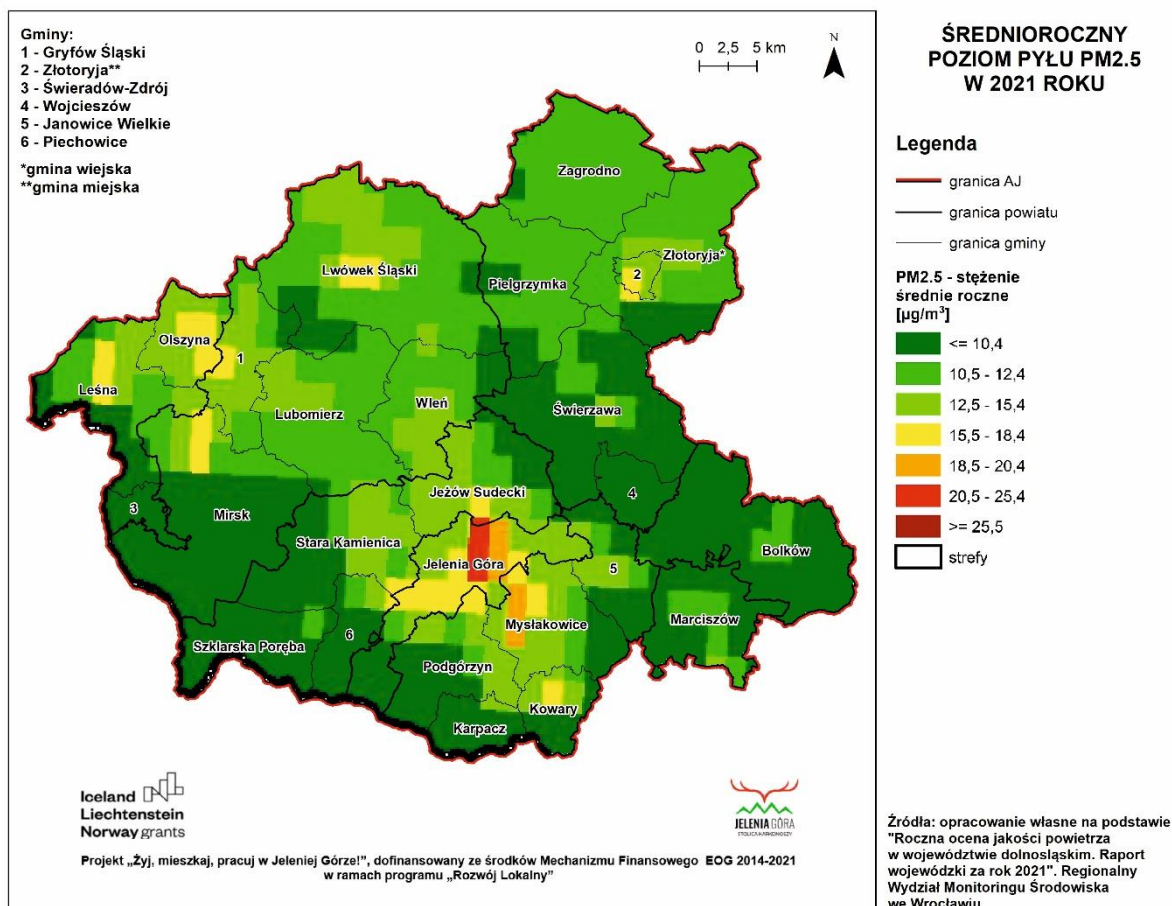 Gminy:
1 - Gryfów Śląski
2 - Złotoryja**
3 - Świeradów-Zdrój
4 - Wojcieszów
5 - Janowice Wielkie
6 - Piechowice
*gmina wiejska
**gmina miejska
0 2,5 5 km
N
ŚREDNIOROCZNY
POZIOM PYŁU PM2.5
W 2021 ROKU
Legenda
granica AJ
granica powiatu
granica gminy
PM2.5 - stężenie
średnie roczne
[µg/m³]
<= 10,4
10,5 - 12,4
12,5 - 15,4
15,5 - 18,4
18,5 - 20,4
20,5 - 25,4
>= 25,5
strefy
Zagrodno
Złotoryja*
2
Lwówek Śląski
Pielgrzymka
Olszyna
1
Leśna
Lubomierz
Wleń
Świerzawa
Jeżów Sudecki
4
3
Mirsk
Stara Kamienica
Bolków
Jelenia Góra
5
Mysłakowice
Marciszów
6
Szklarska Poręba
Podgórzyn
Kowary
Karpacz
Iceland
Liechtenstein
Norway grants
JELENIA GÓRA
STOLICA KARKONOSZY
Projekt „Żyj, mieszkaj, pracuj w Jeleniej Górze!”, dofinansowany ze środków Mechanizmu Finansowego EOG 2014-2021
w ramach programu „Rozwój Lokalny”
Źródła: opracowanie własne na podstawie
"Roczna ocena jakości powietrza
w województwie dolnośląskim. Raport
wojewódzki za rok 2021". Regionalny
Wydział Monitoringu Środowiska
we Wrocławiu